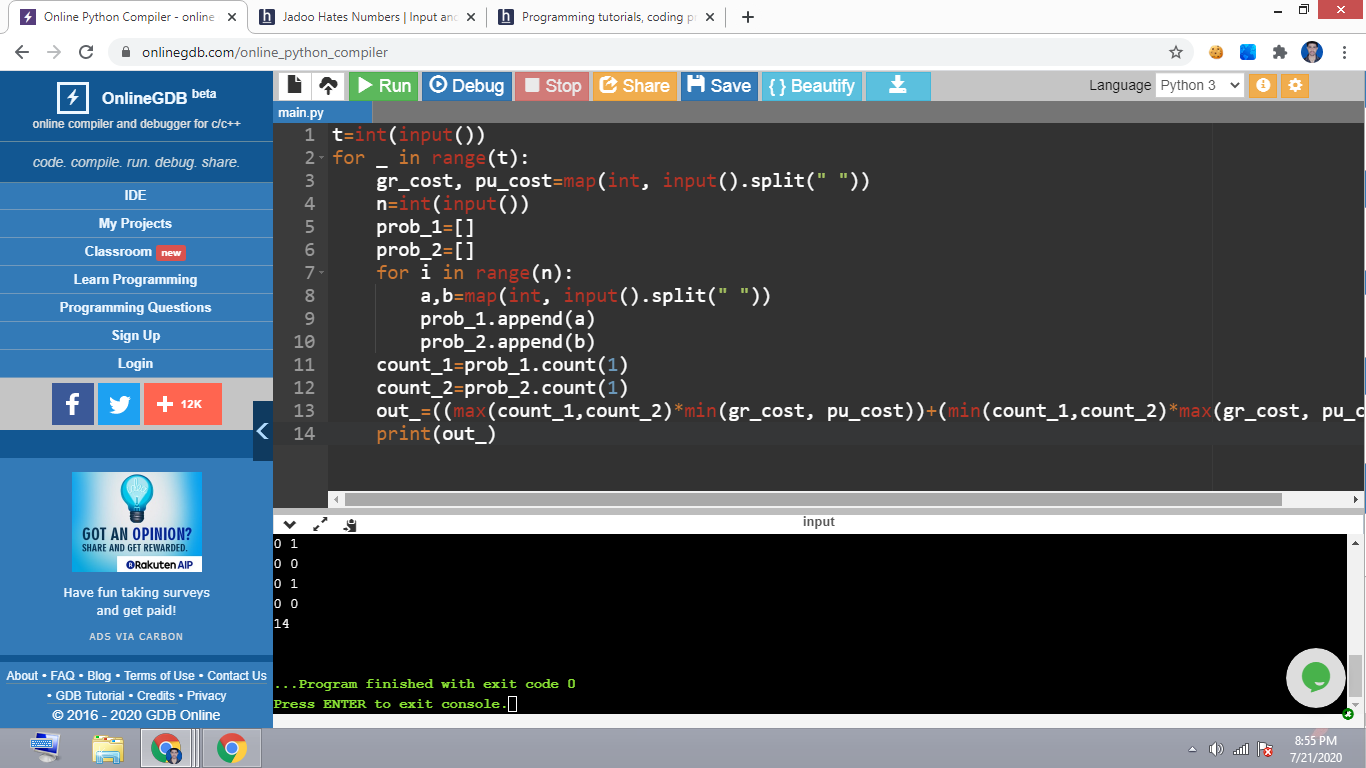 Online Python Compiler - online
Jadoo Hates Numbers | Input and
Programming tutorials, coding p
onlinegdb.com/online_python_compiler
OnlineGDB beta
online compiler and debugger for c/c++
code. compile. run. debug. share.
IDE
My Projects
Classroom new
Learn Programming
Programming Questions
Sign Up
Login
12K
GOT AN OPINION?
SHARE AND GET REWARDED.
Rakuten AIP
Have fun taking surveys
and get paid!
ADS VIA CARBON
About • FAQ • Blog • Terms of Use • Contact Us
• GDB Tutorial • Credits • Privacy
© 2016 - 2020 GDB Online
Run Debug Stop Share Save { } Beautify
Language Python 3
main.py
1 t=int(input())
2 for _ in range(t):
3 gr_cost, pu_cost=map(int, input().split(" "))
4 n=int(input())
5 prob_1=[]
6 prob_2=[]
7 for i in range(n):
8 a,b=map(int, input().split(" "))
9 prob_1.append(a)
10 prob_2.append(b)
11 count_1=prob_1.count(1)
12 count_2=prob_2.count(1)
13 out_=((max(count_1,count_2)*min(gr_cost, pu_cost))+(min(count_1,count_2)*max(gr_cost, pu_c
14 print(out_)
input
0 1
0 0
0 1
0 0
14
...Program finished with exit code 0
Press ENTER to exit console.
8:55 PM
7/21/2020